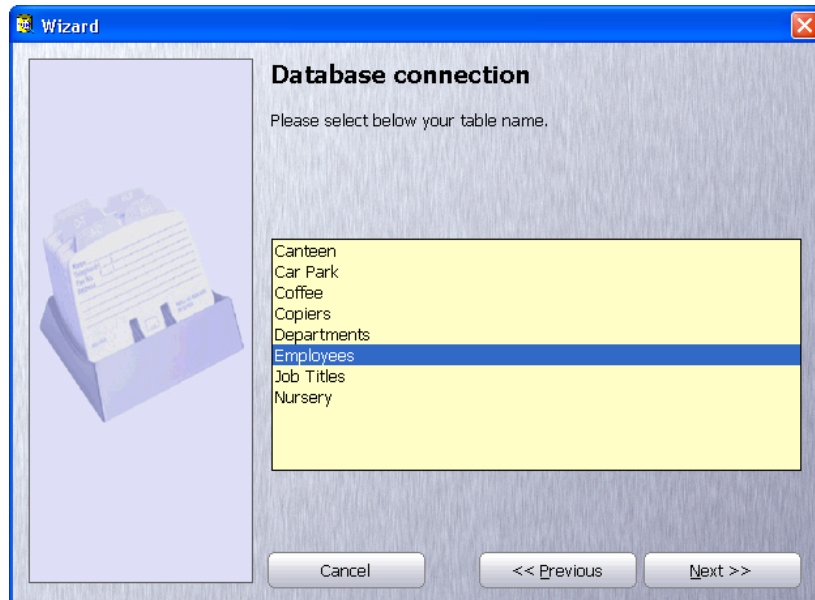 Wizard
Database connection
Please select below your table name.
Canteen
Car Park
Coffee
Copiers
Departments
Employees
Job Titles
Nursery
Cancel
<< Previous
Next >>